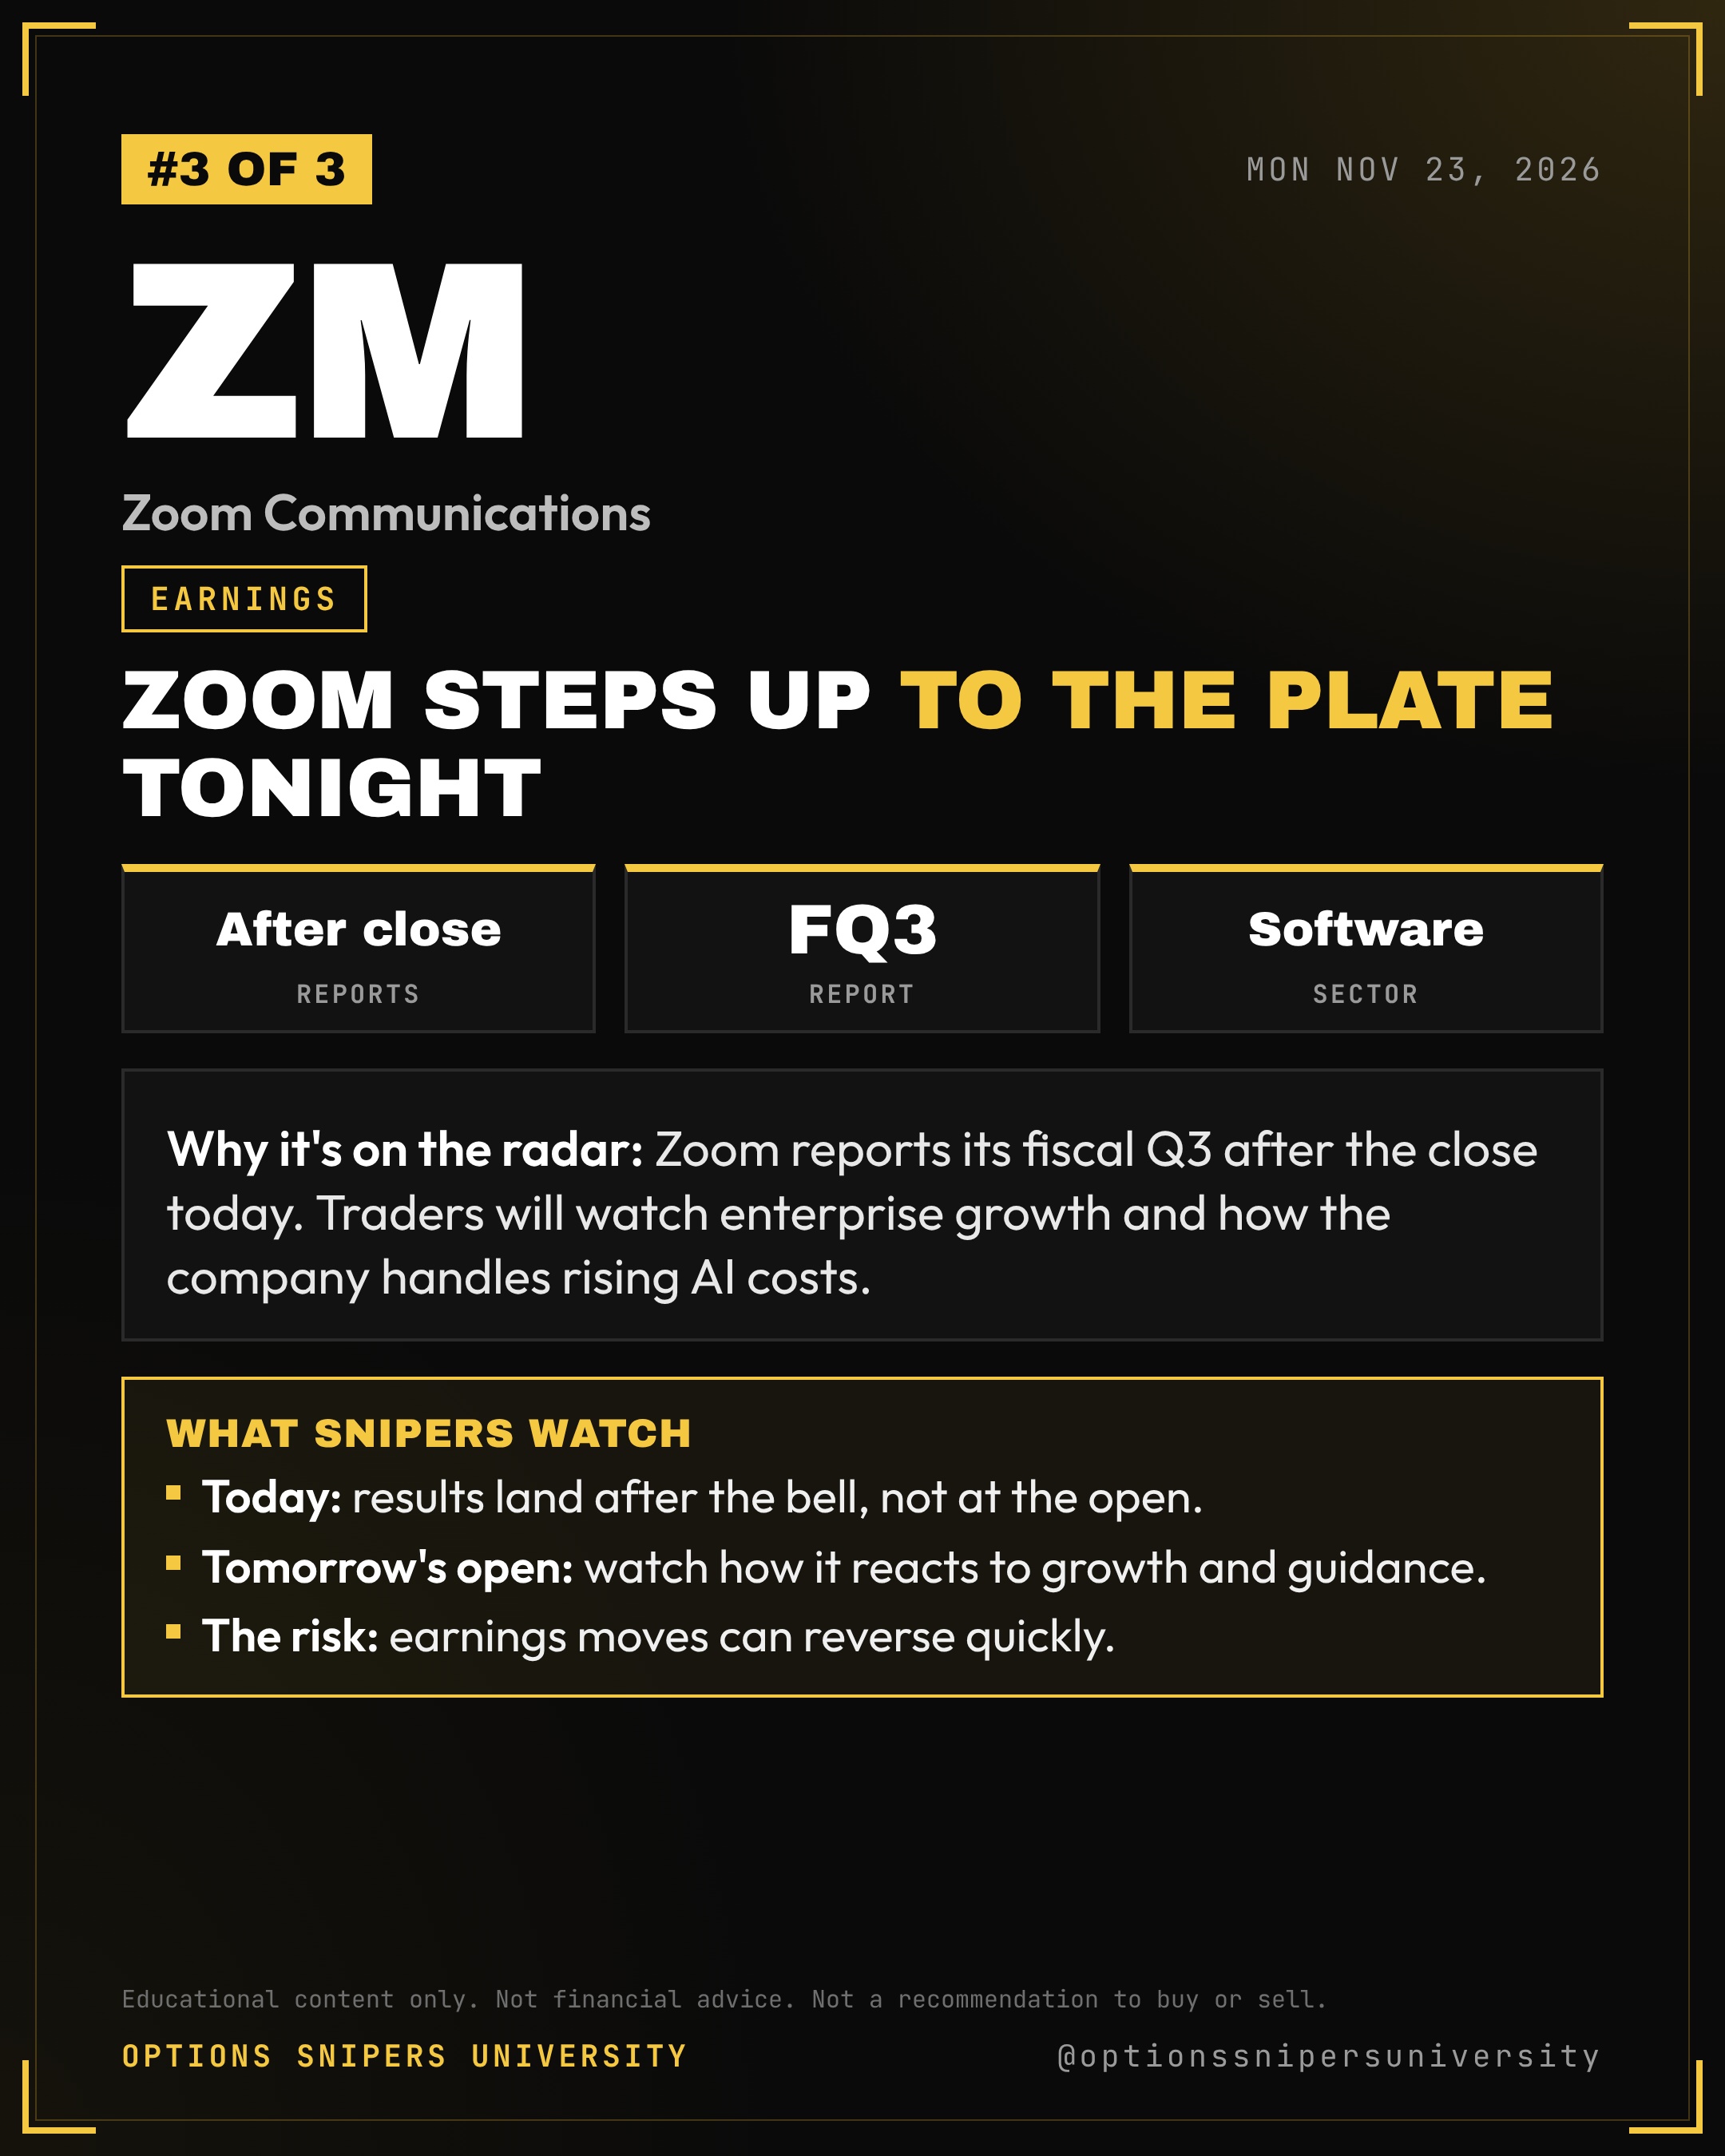 #3 OF 3
MON NOV 23, 2026
ZM
Zoom Communications
EARNINGS
ZOOM STEPS UP TO THE PLATE
TONIGHT
After close
REPORTS
FQ3
REPORT
Software
SECTOR
Why it's on the radar: Zoom reports its fiscal Q3 after the close
today. Traders will watch enterprise growth and how the
company handles rising AI costs.
WHAT SNIPERS WATCH
Today: results land after the bell, not at the open.
Tomorrow's open: watch how it reacts to growth and guidance.
The risk: earnings moves can reverse quickly.
Educational content only. Not financial advice. Not a recommendation to buy or sell.
OPTIONS SNIPERS UNIVERSITY
@optionssnipersuniversity